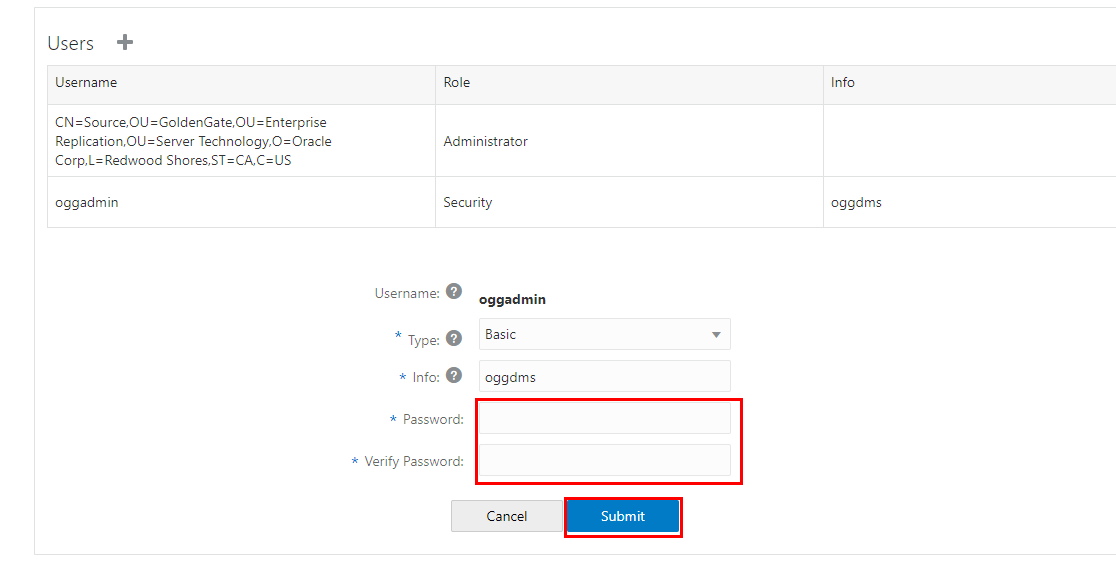 Users
Username Role Info
CN=Source,OU=GoldenGate,OU=Enterprise
Replication,OU=Server Technology,O=Oracle
Corp,L=Redwood Shores,ST=CA,C=US
Administrator
oggadmin Security oggdms
Username: ? oggadmin
* Type: ? Basic
* Info: ? oggdms
* Password:
* Verify Password:
Cancel Submit